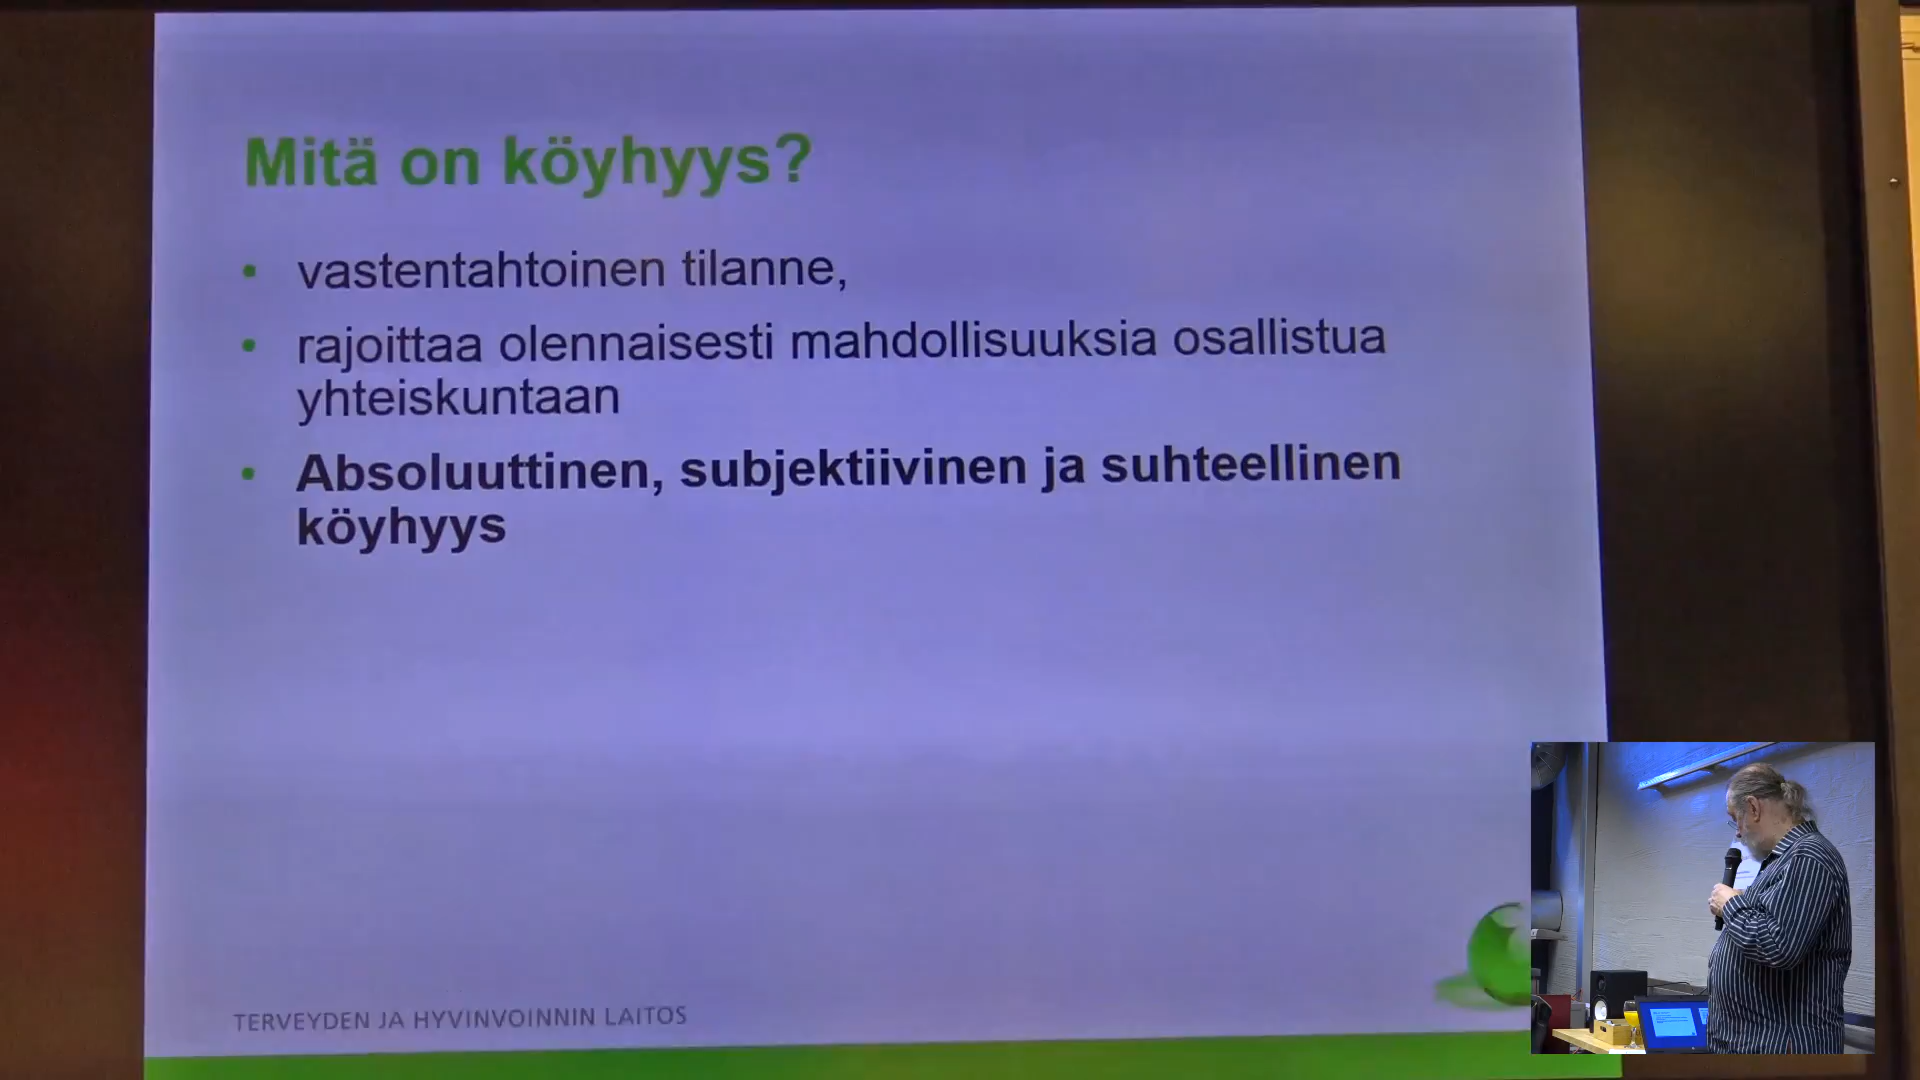 Mitä on köyhyys?
• vastentahtoinen tilanne,
• rajoittaa olennaisesti mahdollisuuksia osallistua
yhteiskuntaan
• Absoluuttinen, subjektiivinen ja suhteellinen
köyhyys
TERVEYDEN JA HYVINVOINNIN LAITOS